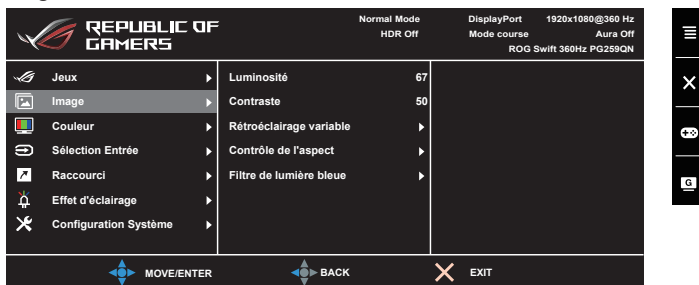 REPUBLIC OF
GAMERS
Normal Mode
HDR Off
DisplayPort 1920x1080@360 Hz
Mode course Aura Off
ROG Swift 360Hz PG259QN
Jeux
Image
Couleur
Sélection Entrée
Raccourci
Effet d'éclairage
Configuration Système
Luminosité 67
Contraste 50
Rétroéclairage variable
Contrôle de l'aspect
Filtre de lumière bleue
MOVE/ENTER BACK EXIT
G